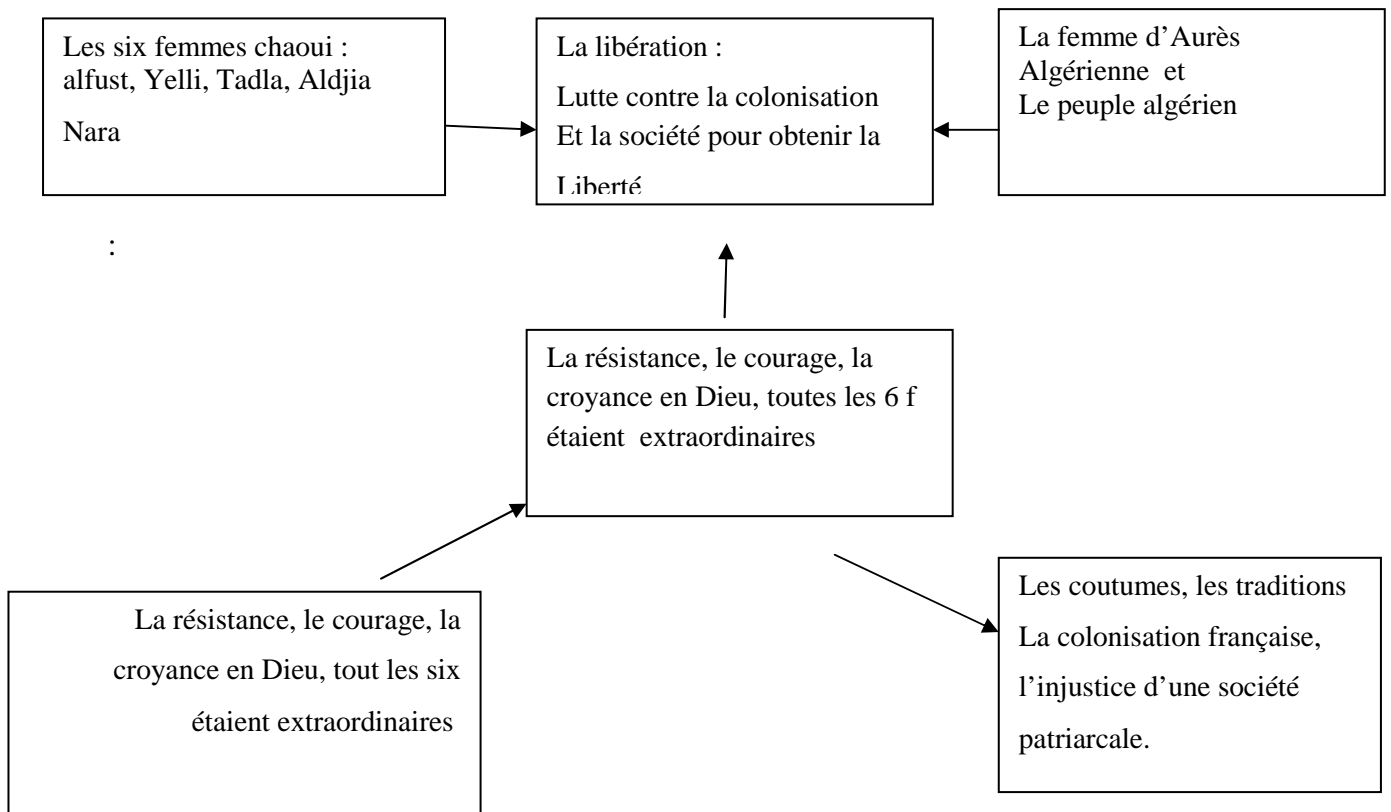 Les six femmes chaoui :
alfust, Yelli, Tadla, Aldjia
Nara
La libération :
Lutte contre la colonisation
Et la société pour obtenir la
Liberté
La femme d’Aurès
Algérienne et
Le peuple algérien
:
La résistance, le courage, la
croyance en Dieu, toutes les 6 f
étaient extraordinaires
La résistance, le courage, la
croyance en Dieu, tout les six
étaient extraordinaires
Les coutumes, les traditions
La colonisation française,
l’injustice d’une société
patriarcale.